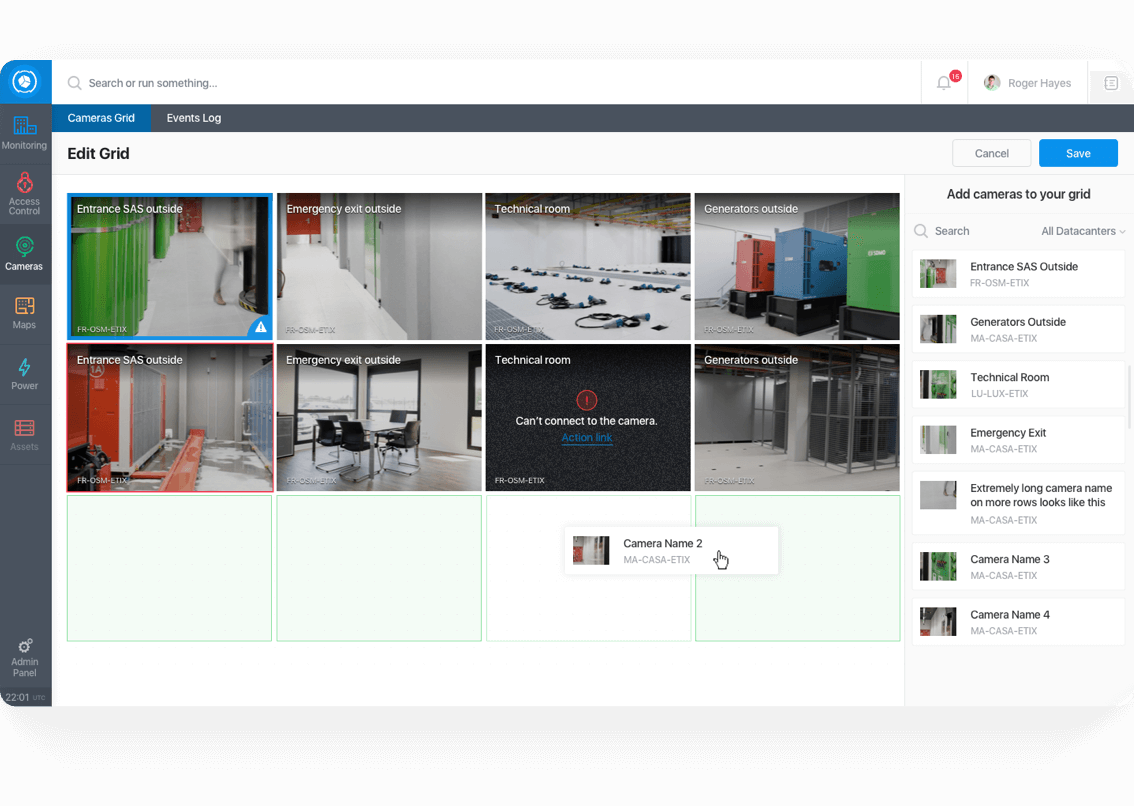 Search or run something...
16
Roger Hayes
Cameras Grid
Events Log
Monitoring
Access
Control
Cameras
Maps
Power
Assets
Admin
Panel
22:01 UTC
Edit Grid
Cancel
Save
Entrance SAS outside
FR-OSM-ETIX
Emergency exit outside
FR-OSM-ETIX
Technical room
FR-OSM-ETIX
Generators outside
SDMO
FR-OSM-ETIX
Entrance SAS outside
1A
FR-OSM-ETIX
Emergency exit outside
FR-OSM-ETIX
Technical room
Can't connect to the camera.
Action link
FR-OSM-ETIX
Generators outside
FR-OSM-ETIX
Camera Name 2
MA-CASA-ETIX
Add cameras to your grid
Search
All Datacanters
Entrance SAS Outside
FR-OSM-ETIX
Generators Outside
MA-CASA-ETIX
Technical Room
LU-LUX-ETIX
Emergency Exit
MA-CASA-ETIX
Extremely long camera name
on more rows looks like this
MA-CASA-ETIX
Camera Name 3
MA-CASA-ETIX
Camera Name 4
MA-CASA-ETIX